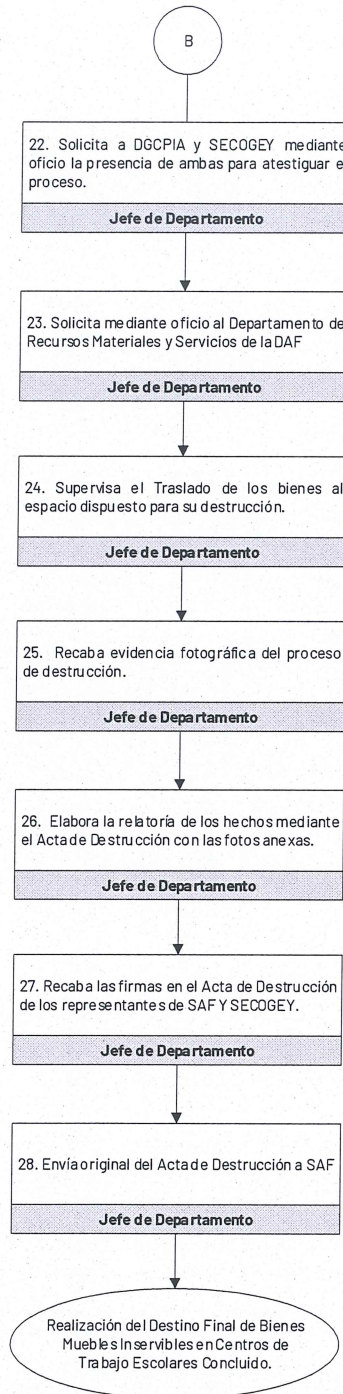 B
22. Solicita a DGCPIA y SECOGEY mediante
oficio la presencia de ambas para atestiguar e
proceso.
Jefe de Departamento
23. Solicita mediante oficio al Departamento de
Recursos Materiales y Servicios de la DAF
Jefe de Departamento
24. Supervisa el Traslado de los bienes al
espacio dispuesto para su destrucción.
Jefe de Departamento
25. Recaba evidencia fotográfica del proceso
de destrucción.
Jefe de Departamento
26. Elabora la relatoría de los hechos mediante
el Acta de Destrucción con las fotos anexas.
Jefe de Departamento
27. Recaba las firmas en el Acta de Destrucción
de los representantes de SAF Y SECOGEY.
Jefe de Departamento
28. Envía original del Acta de Destrucción a SAF
Jefe de Departamento
Realización del Destino Final de Bienes
Muebles Inservibles en Centros de
Trabajo Escolares Concluido.